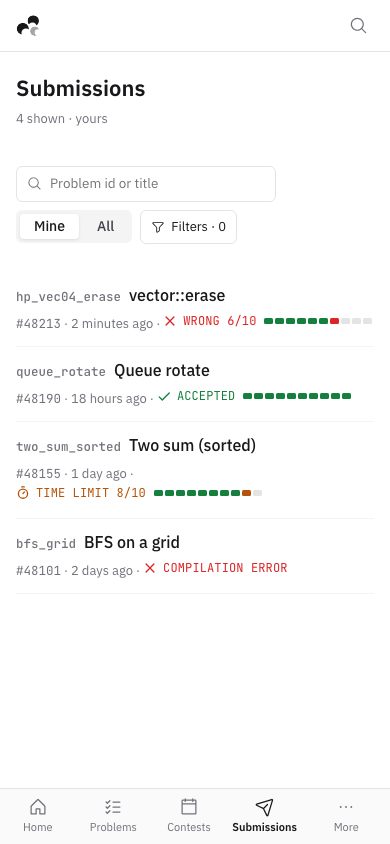 Submissions
4 shown · yours
Problem id or title
Mine All Filters · 0
hp_vec04_erase vector::erase
#48213 · 2 minutes ago · WRONG 6/10
queue_rotate Queue rotate
#48190 · 18 hours ago · ACCEPTED
two_sum_sorted Two sum (sorted)
#48155 · 1 day ago ·
TIME LIMIT 8/10
bfs_grid BFS on a grid
#48101 · 2 days ago · COMPILATION ERROR
Home Problems Contests Submissions More